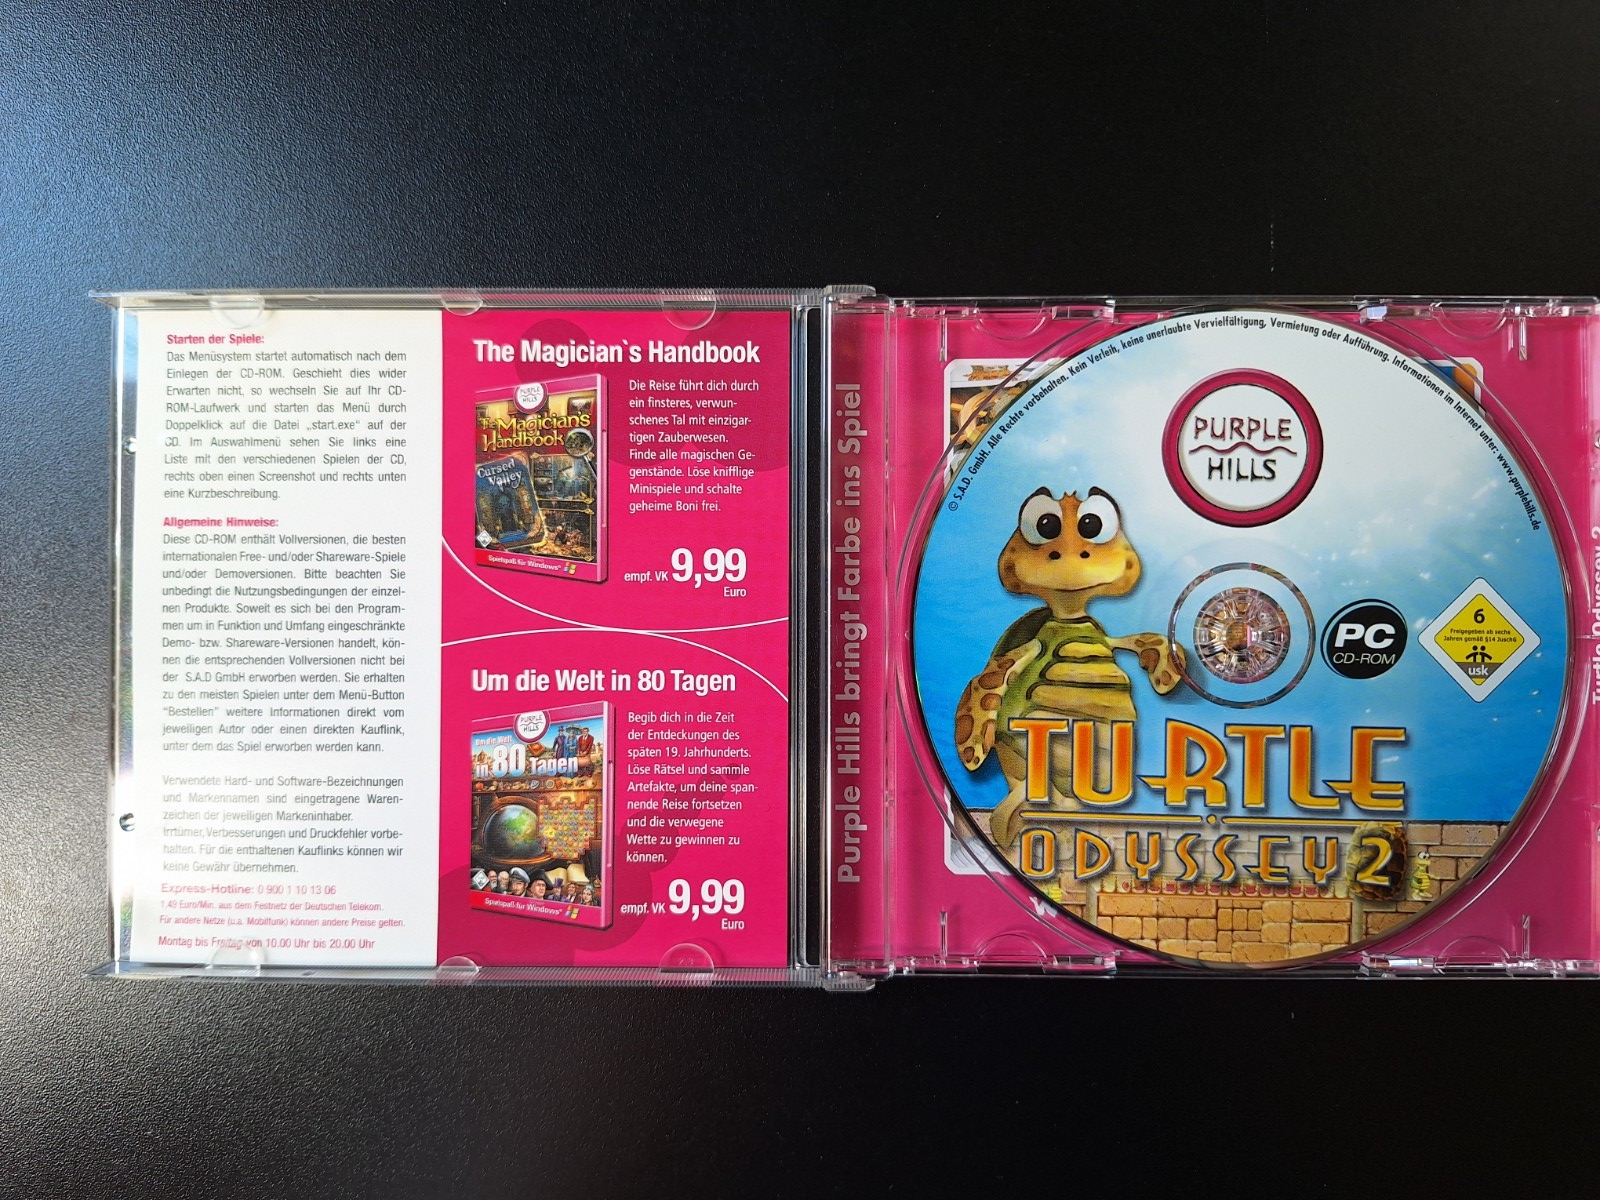 Starten der Spiele:
Das Menüsystem startet automatisch nach dem
Einlegen der CD-ROM. Geschieht dies wider
Erwarten nicht, so wechseln Sie auf Ihr CD-
ROM-Laufwerk und starten das Menü durch
Doppelklick auf die Datei „start.exe" auf der
CD. Im Auswahlmenü sehen Sie links eine
Liste mit den verschiedenen Spielen der CD,
rechts oben einen Screenshot und rechts unten
eine Kurzbeschreibung.
Allgemeine Hinweise:
Diese CD-ROM enthält Vollversionen, die besten
internationalen Free- und/oder Shareware-Spiele
und/oder Demoversionen. Bitte beachten Sie
unbedingt die Nutzungsbedingungen der einzel-
nen Produkte. Soweit es sich bei den Program-
men um in Funktion und Umfang eingeschränkte
Demo- bzw. Shareware-Versionen handelt, kön-
nen die entsprechenden Vollversionen nicht bei
der S.A.D GmbH erworben werden. Sie erhalten
zu den meisten Spielen unter dem Menü-Button
"Bestellen" weitere Informationen direkt vom
jeweiligen Autor oder einen direkten Kauflink,
unter dem das Spiel erworben werden kann.
Verwendete Hard- und Software-Bezeichnungen
und Markennamen sind eingetragene Waren-
zeichen der jeweiligen Markeninhaber.
Irrtümer, Verbesserungen und Druckfehler vorbe-
halten. Für die enthaltenen Kauflinks können wir
keine Gewähr übernehmen.
Express-Hotline: 0 900 1 10 13 06
1,49 Euro/Min. aus dem Festnetz der Deutschen Telekom.
Für andere Netze (u.a. Mobilfunk) können andere Preise gelten.
Montag bis Freitag von 10.00 Uhr bis 20.00 Uhr
The Magician`s Handbook
PURPLE
HILLS
The Magician's
Handbook
Cursed
Valley
Spielspaß für Windows
Die Reise führt dich durch
ein finsteres, verwun-
schenes Tal mit einzigar-
tigen Zauberwesen.
Finde alle magischen Ge-
genstände. Löse knifflige
Minispiele und schalte
geheime Boni frei.
empf. VK 9,99
Euro
Um die Welt in 80 Tagen
PURPLE
HILLS
Um die Welt
in 80 Tagen
Spielspaß für Windows
Begib dich in die Zeit
der Entdeckungen des
späten 19. Jahrhunderts.
Löse Rätsel und sammle
Artefakte, um deine span-
nende Reise fortsetzen
und die verwegene
Wette zu gewinnen zu
können.
empf. VK 9,99
Euro
Purple Hills bringt Farbe ins Spiel
© S.A.D. GmbH. Alle Rechte vorbehalten. Kein Verleih, keine unerlaubte Vervielfältigung, Vermietung oder Aufführung. Informationen im Internet unter: www.purplehills.de
PURPLE
HILLS
PC
CD-ROM
6
Freigegeben ab sechs
Jahren gemäß §14 JuschG
usk
TURTLE
ODYSSEY 2
Turtle Odyssey 2